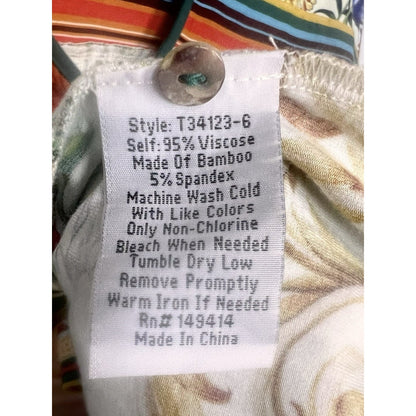 Style: T34123-6
Self: 95% Viscose
Made Of Bamboo
5% Spandex
Machine Wash Cold
With Like Colors
Only Non-Chlorine
Bleach When Needed
Tumble Dry Low
Remove Promptly
Warm Iron If Needed
Rn# 149414
Made In China